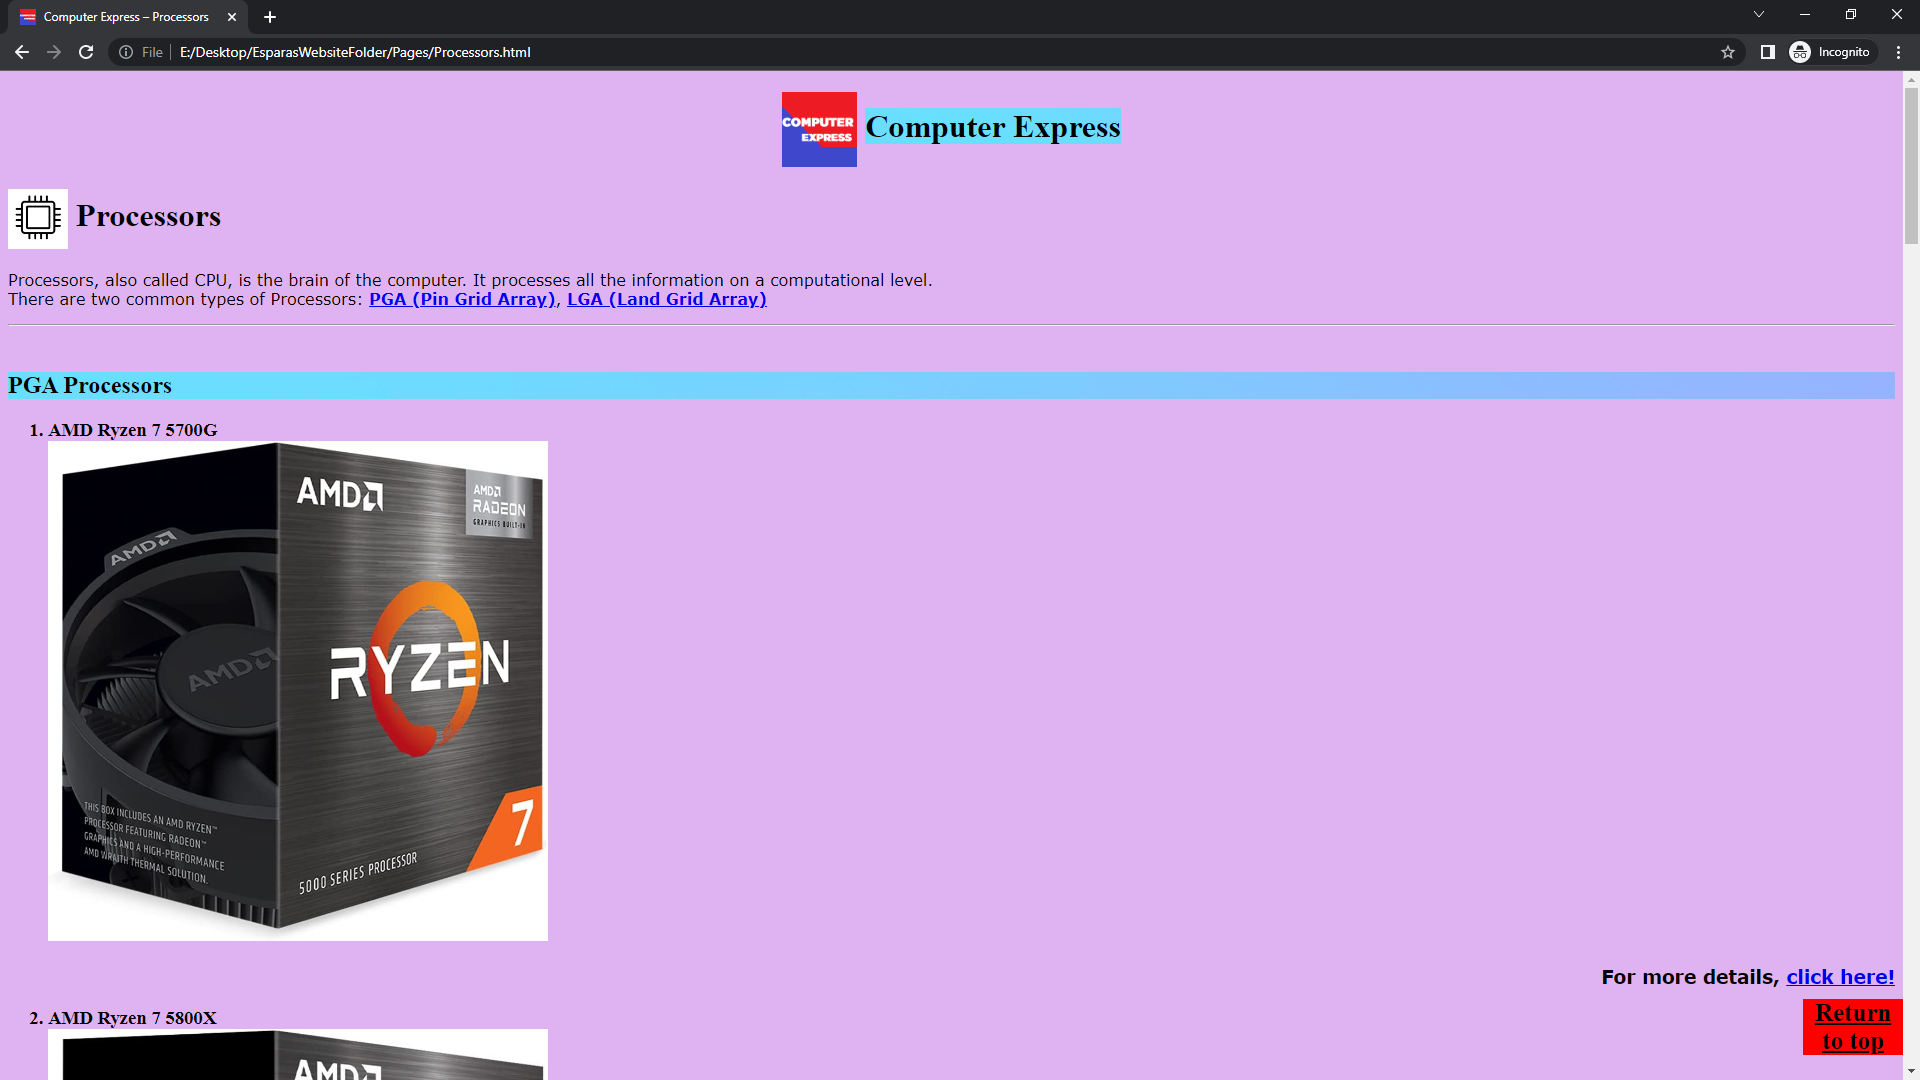 Computer Express – Processors
File
E:/Desktop/EsparasWebsiteFolder/Pages/Processors.html
Incognito
COMPUTER
EXPRESS
Computer Express
Processors
Processors, also called CPU, is the brain of the computer. It processes all the information on a computational level.
There are two common types of Processors: PGA (Pin Grid Array), LGA (Land Grid Array)
PGA Processors
1. AMD Ryzen 7 5700G
AMD
AMD
RADEON
GRAPHICS BUILT-IN
AMD
AMD
RYZEN
7
THIS BOX INCLUDES AN AMD RYZEN™
PROCESSOR FEATURING RADEON™
GRAPHICS AND A HIGH-PERFORMANCE
AMD WRAITH THERMAL SOLUTION.
5000 SERIES PROCESSOR
For more details, click here!
2. AMD Ryzen 7 5800X
AMD
Return
to top